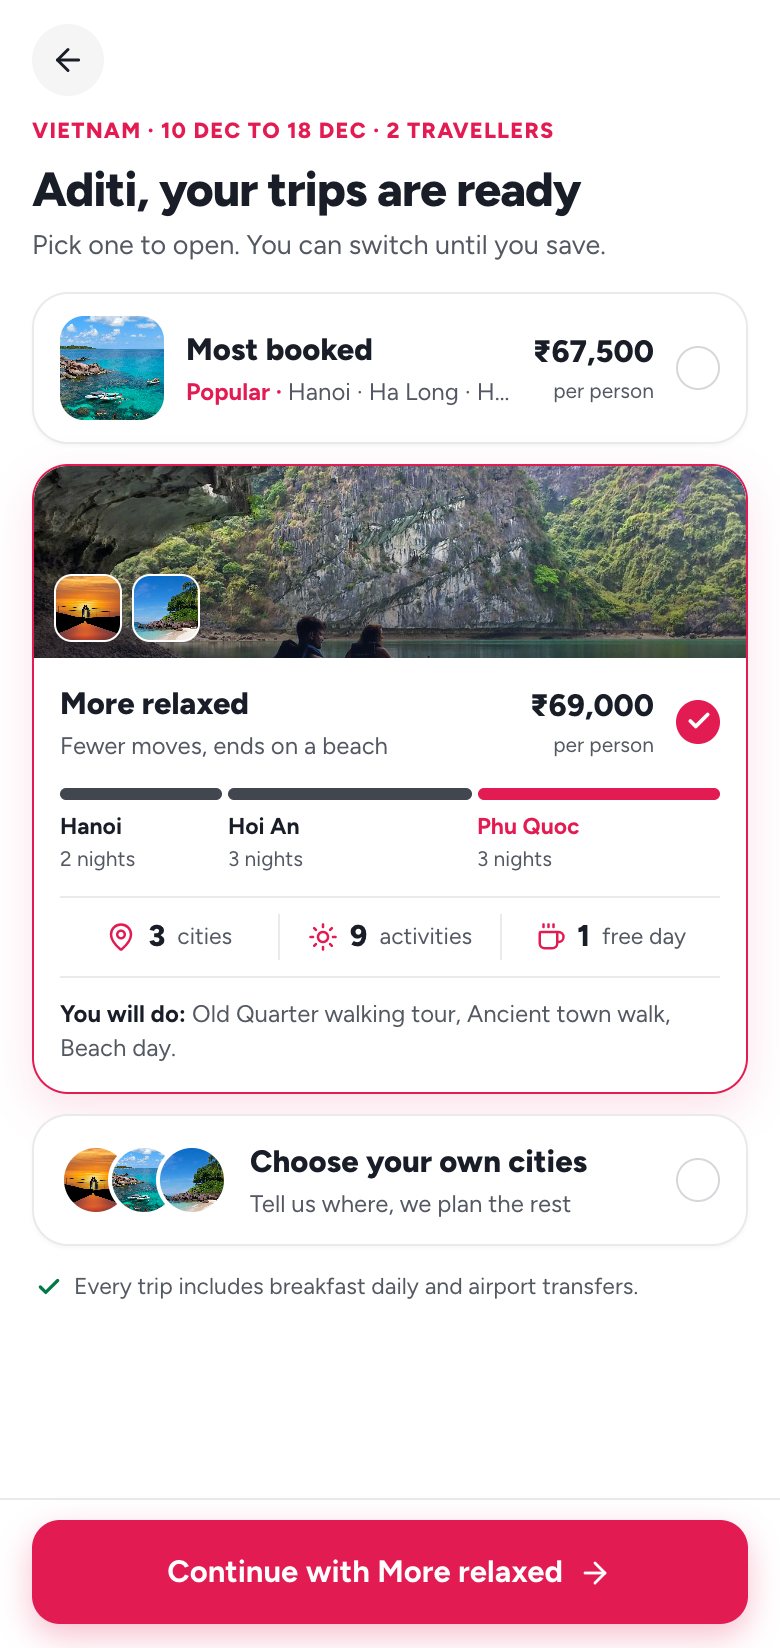 VIETNAM · 10 DEC TO 18 DEC · 2 TRAVELLERS
Aditi, your trips are ready
Pick one to open. You can switch until you save.
Most booked
₹67,500
Popular · Hanoi · Ha Long · H...
per person
More relaxed
₹69,000
Fewer moves, ends on a beach
per person
Hanoi
Hoi An
Phu Quoc
2 nights
3 nights
3 nights
3 cities
9 activities
1 free day
You will do: Old Quarter walking tour, Ancient town walk,
Beach day.
Choose your own cities
Tell us where, we plan the rest
Every trip includes breakfast daily and airport transfers.
Continue with More relaxed